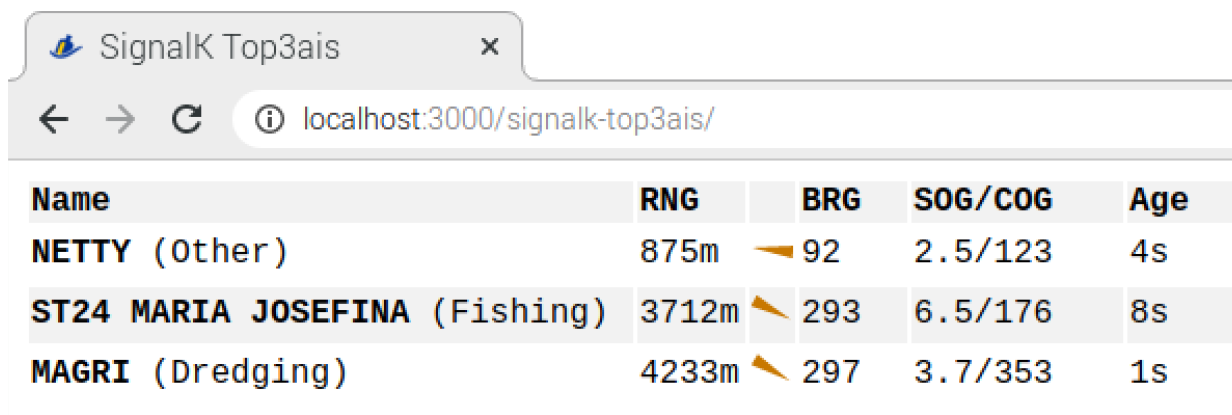 SignalK Top3ais
localhost:3000/signalk-top3ais/
Name RNG BRG SOG/COG Age
NETTY (Other) 875m 92 2.5/123 4s
ST24 MARIA JOSEFINA (Fishing) 3712m 293 6.5/176 8s
MAGRI (Dredging) 4233m 297 3.7/353 1s